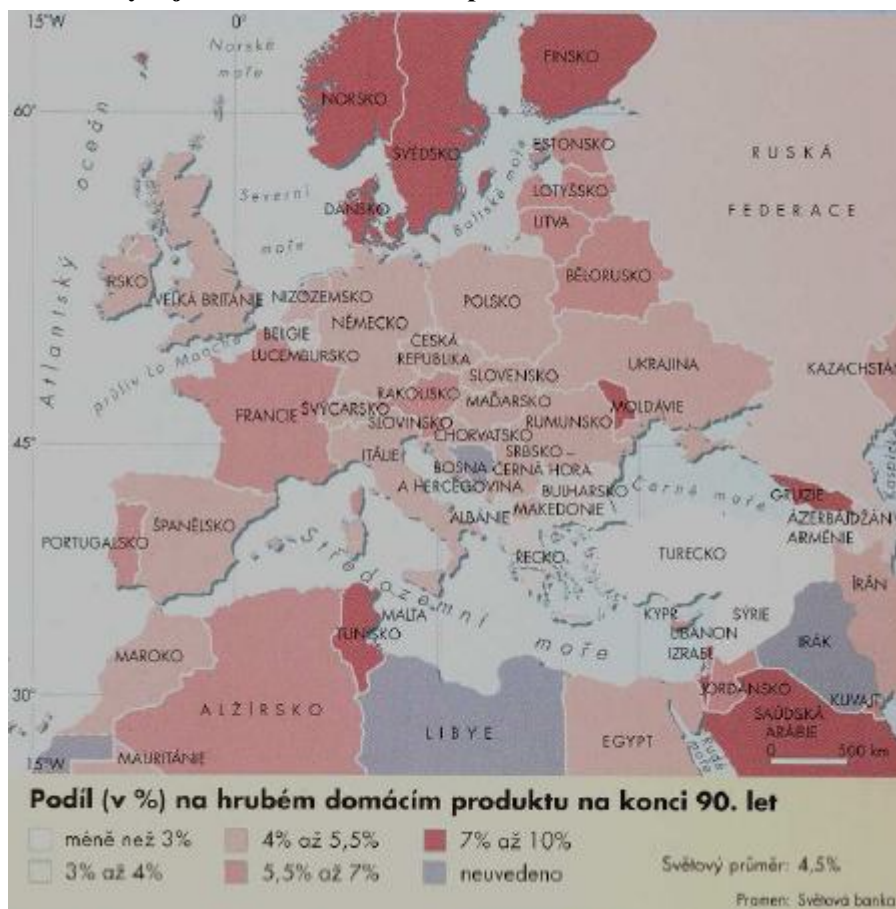 15°W
0°
Norské
moře
FINSKO
NORSKO
60°
ŠVÉDSKO
ESTONSKO
RUSKÁ
oceán
Severní
moře
Baltské moře
LOTYŠSKO
DÁNSKO
LITVA
FEDERACE
BĚLORUSKO
IRSKO
VELKÁ BRITÁNIE
NIZOZEMSKO
POLSKO
Atlantský
NĚMECKO
BELGIE
ČESKÁ
REPUBLIKA
průliv La Manche
LUCEMBURSKO
UKRAJINA
SLOVENSKO
KAZACHSTÁ
RAKOUSKO
FRANCIE
ŠVÝCARSKO
MAĎARSKO
MOLDÁVIE
SLOVINSKO
RUMUNSKO
CHORVATSKO
45°
ITÁLIE
SRBSKO –
ČERNÁ HORA
BOSNA
A HERCEGOVINA
Kaspick
BULHARSKO
Černé moře
GRUZIE
MAKEDONIE
ALBÁNIE
ÁZERBÁJDŽÁN
ARMÉNIE
ŠPANĚLSKO
PORTUGALSKO
ŘECKO
TURECKO
Středozemní
moře
ÍRÁN
MALTA
TUNISKO
KYPR
SÝRIE
LIBANON
IZRAEL
IRÁK
MAROKO
30°
JORDÁNSKO
KUVAJT
ALŽÍRSKO
SAÚDSKÁ
ARÁBIE
LIBYE
EGYPT
Rudé
moře
MAURITÁNIE
0 500 km
15°W
Podíl (v %) na hrubém domácím produktu na konci 90. let
méně než 3% 4% až 5,5% 7% až 10%
3% až 4% 5,5% až 7% neuvedeno
Světový průměr: 4,5%
Pramen: Světová banka